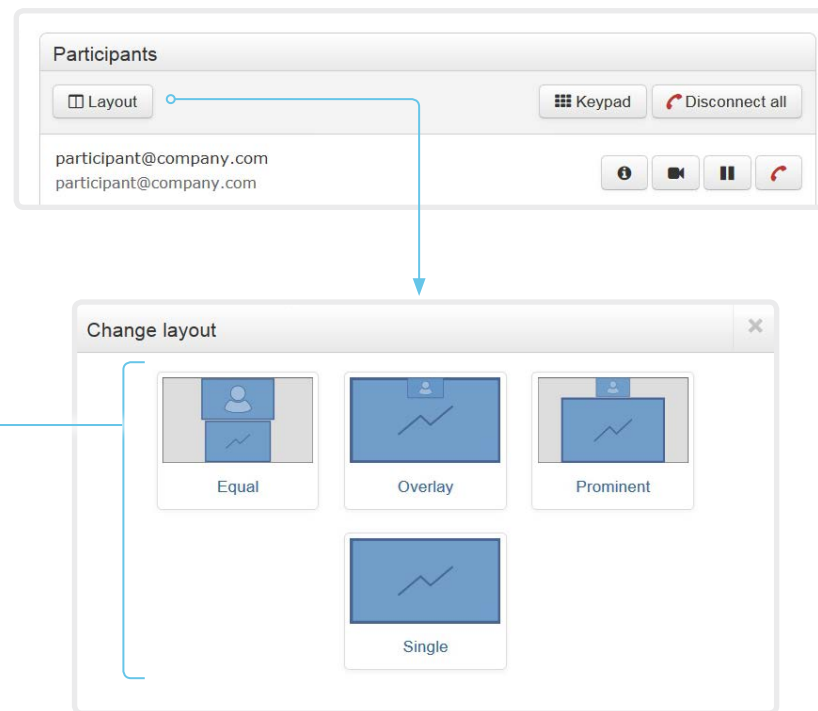 Participants
Layout Keypad Disconnect all
participant@company.com
participant@company.com
Change layout
Equal Overlay Prominent
Single